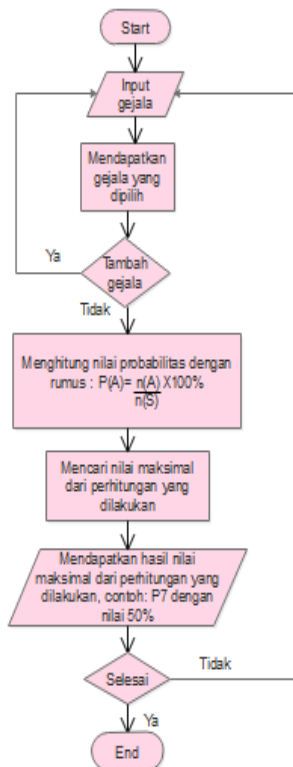 Start
Input
gejala
Mendapatkan
gejala yang
dipilih
Ya
Tambah
gejala
Tidak
Menghitung nilai probabilitas dengan
rumus : P(A)= n(A) X100%
n(S)
Mencari nilai maksimal
dari perhitungan yang
dilakukan
Mendapatkan hasil nilai
maksimal dari perhitungan yang
dilakukan, contoh: P7 dengan
nilai 50%
Selesai
Tidak
Ya
End